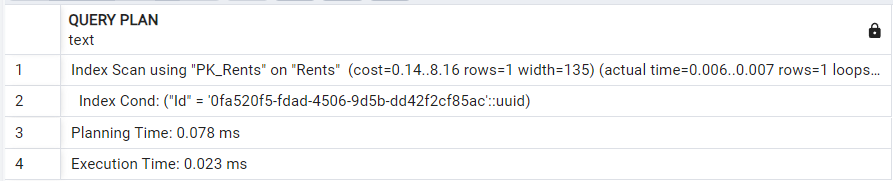 QUERY PLAN
text
1 Index Scan using "PK_Rents" on "Rents" (cost=0.14..8.16 rows=1 width=135) (actual time=0.006..0.007 rows=1 loops...
2 Index Cond: ("Id" = '0fa520f5-fdad-4506-9d5b-dd42f2cf85ac'::uuid)
3 Planning Time: 0.078 ms
4 Execution Time: 0.023 ms